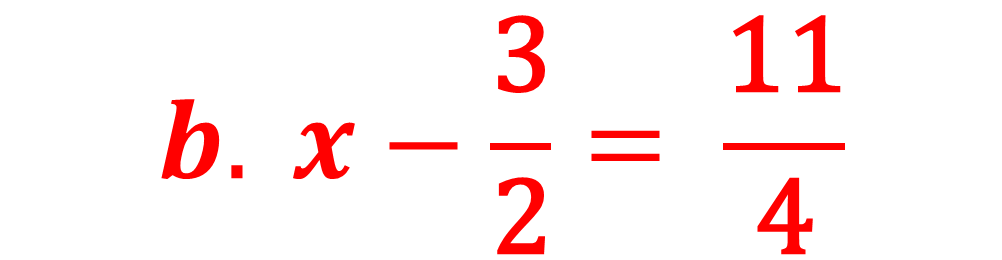 b. x − 3/2 = 11/4